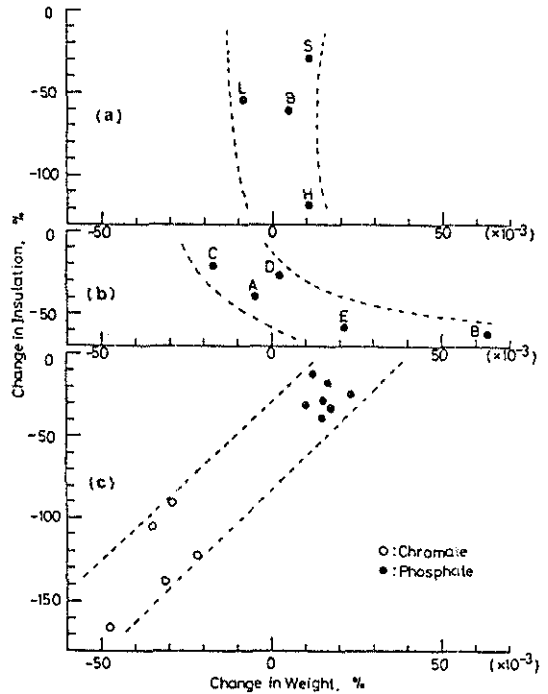 0
S
L
B
-50
(a)
-100
H
-50
0
50
(×10⁻³)
0
C
D
A
(b)
-50
E
B
-50
0
50
(×10⁻³)
0
-50
(c)
-100
○:Chromate
●:Phosphate
-150
-50
0
50
(×10⁻³)
Change in Weight, %
Change in Insulation, %